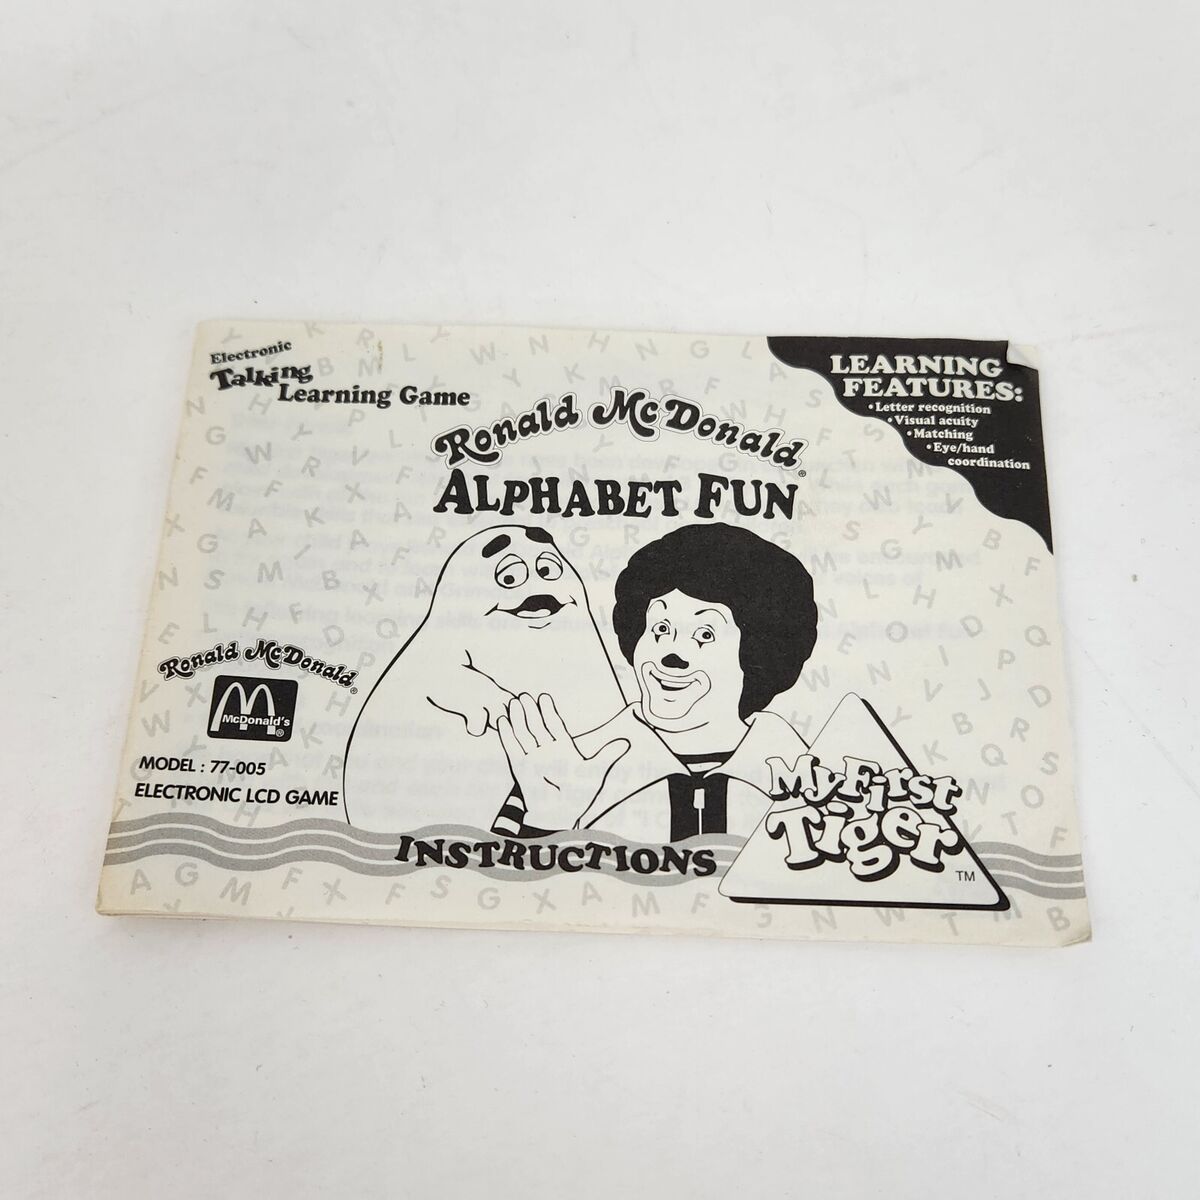 Electronic
Talking
Learning Game
LEARNING
FEATURES:
• Letter recognition
• Visual acuity
• Matching
• Eye/hand
coordination
Ronald McDonald®
ALPHABET FUN
Ronald McDonald®
M
McDonald's®
MODEL : 77-005
ELECTRONIC LCD GAME
INSTRUCTIONS
My First
Tiger
TM